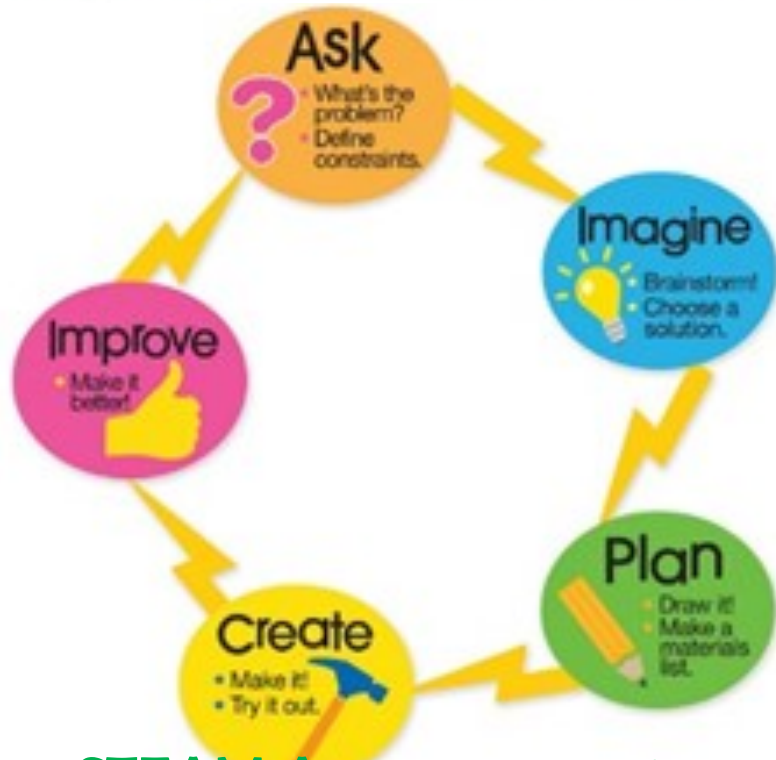 Ask
• What's the
problem?
• Define
constraints.
Imagine
• Brainstorm!
• Choose a
solution.
Plan
• Draw it!
• Make a
materials
list.
Create
• Make it!
• Try it out.
Improve
• Make it
better!